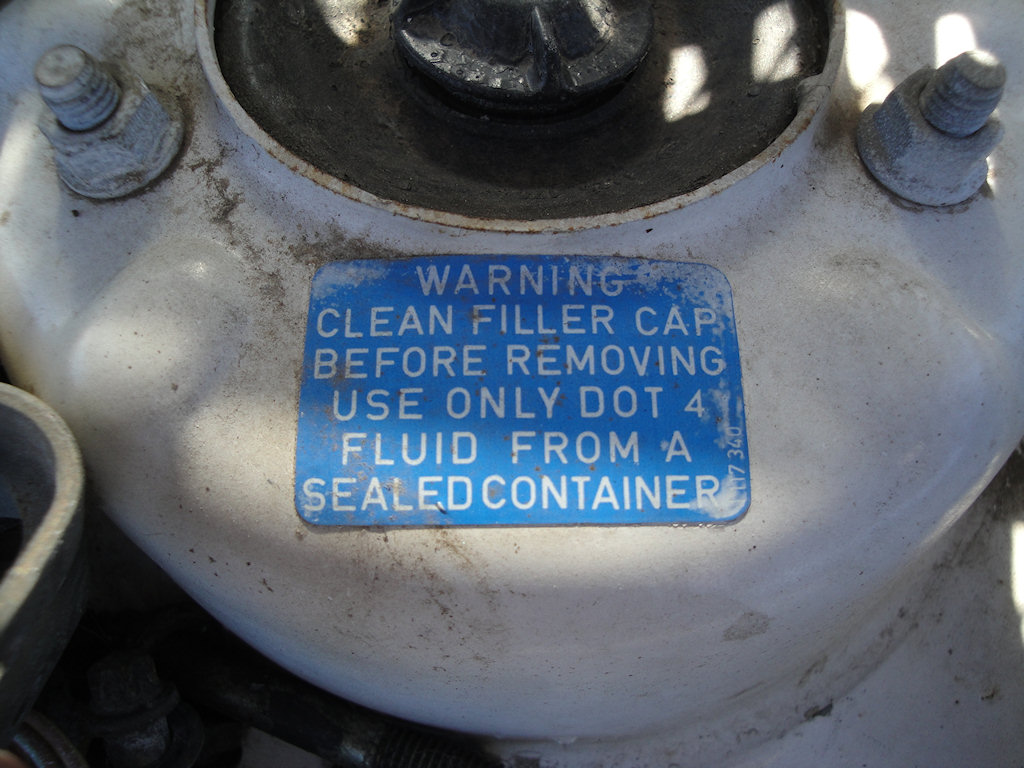 WARNING
CLEAN FILLER CAP
BEFORE REMOVING
USE ONLY DOT 4
FLUID FROM A
SEALED CONTAINER